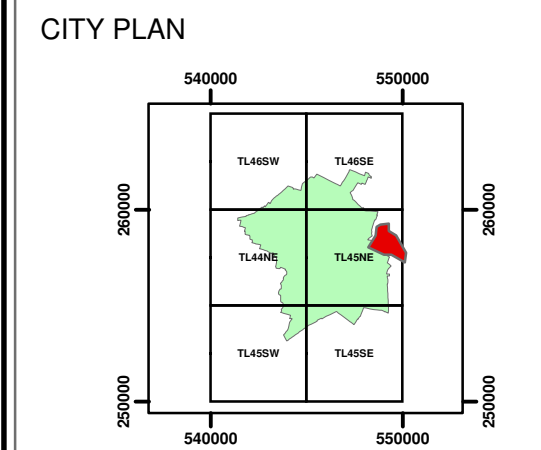 CITY PLAN
540000 550000
TL46SW TL46SE
260000 260000
TL44NE TL45NE
TL45SW TL45SE
250000 250000
540000 550000